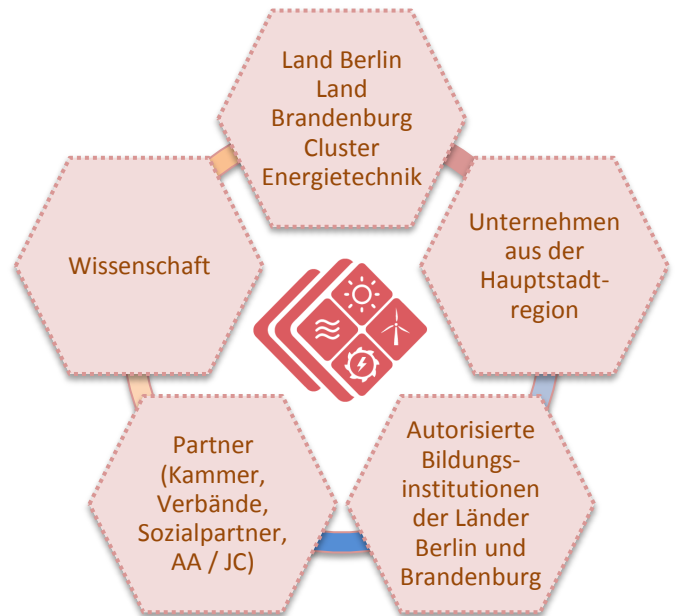 Land Berlin
Land
Brandenburg
Cluster
Energietechnik
Unternehmen
aus der
Hauptstadt-
region
Autorisierte
Bildungs-
institutionen
der Länder
Berlin und
Brandenburg
Partner
(Kammer,
Verbände,
Sozialpartner,
AA / JC)
Wissenschaft